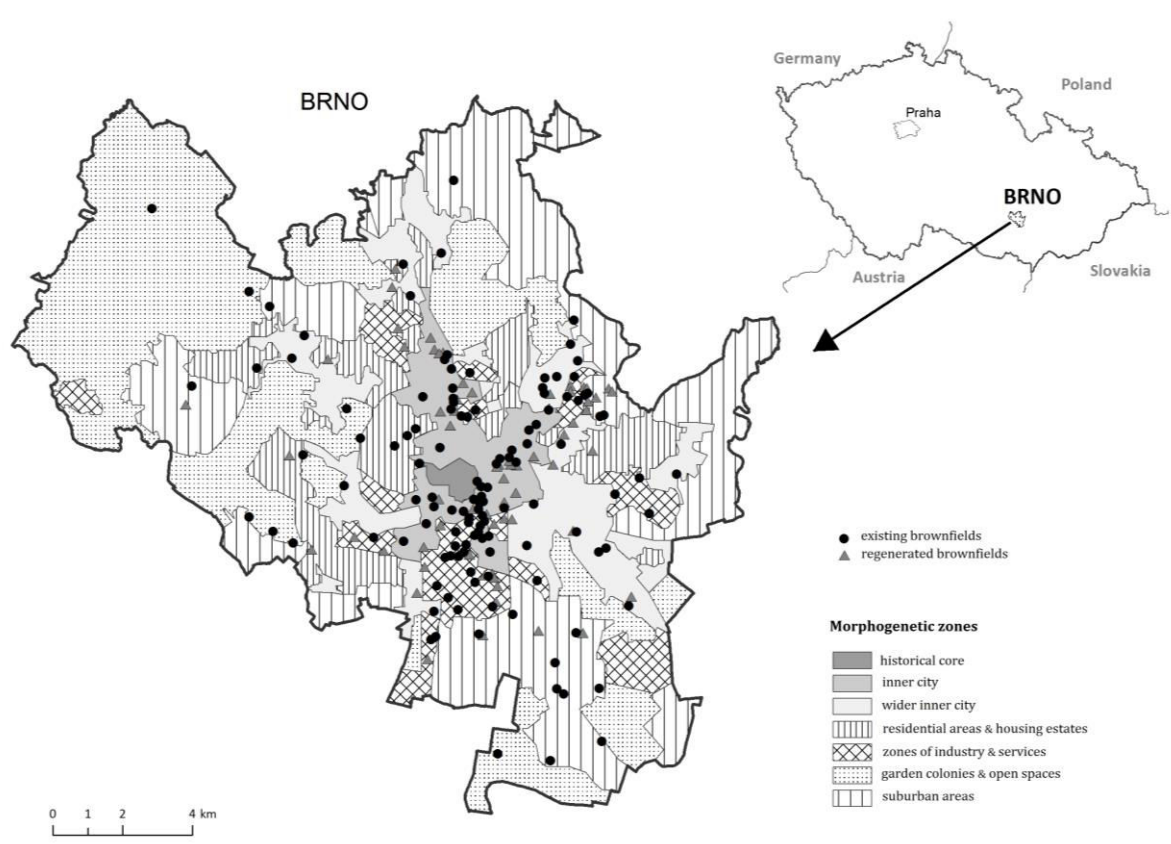 BRNO
Germany
Poland
Praha
BRNO
Austria
Slovakia
existing brownfields
regenerated brownfields
Morphogenetic zones
historical core
inner city
wider inner city
residential areas & housing estates
zones of industry & services
garden colonies & open spaces
suburban areas
0 1 2 4 km